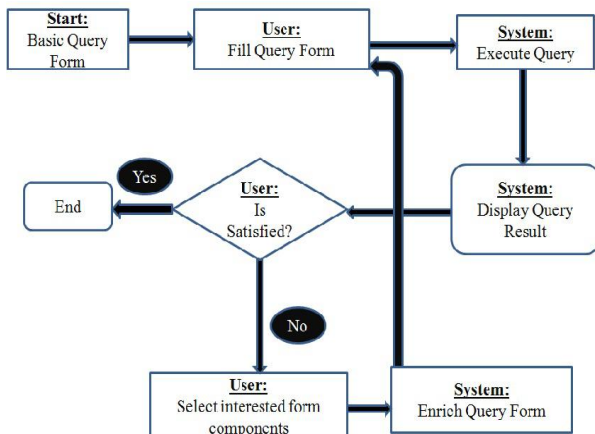 Start:
Basic Query
Form
User:
Fill Query Form
System:
Execute Query
System:
Display Query
Result
User:
Is
Satisfied?
Yes
End
No
User:
Select interested form
components
System:
Enrich Query Form